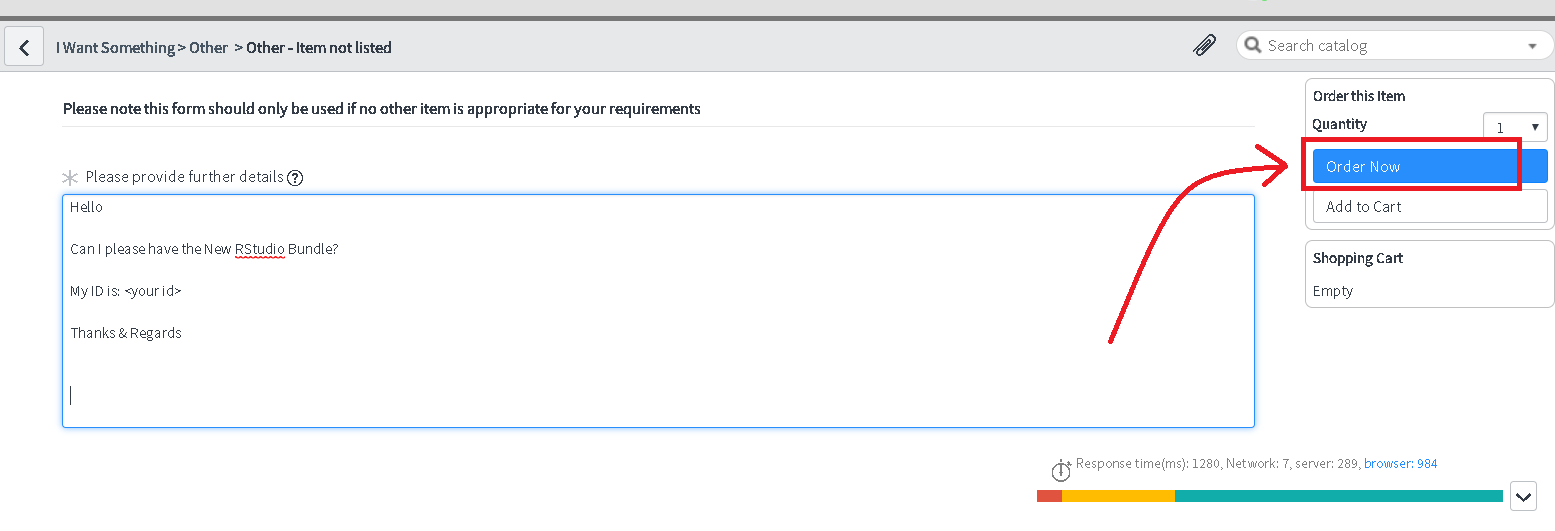 I Want Something > Other > Other - Item not listed
Search catalog
Please note this form should only be used if no other item is appropriate for your requirements
Order this Item
Quantity
1
Order Now
Add to Cart
Shopping Cart
Empty
Please provide further details
Hello
Can I please have the New RStudio Bundle?
My ID is: <your id>
Thanks & Regards
Response time(ms): 1280, Network: 7, server: 289, browser: 984